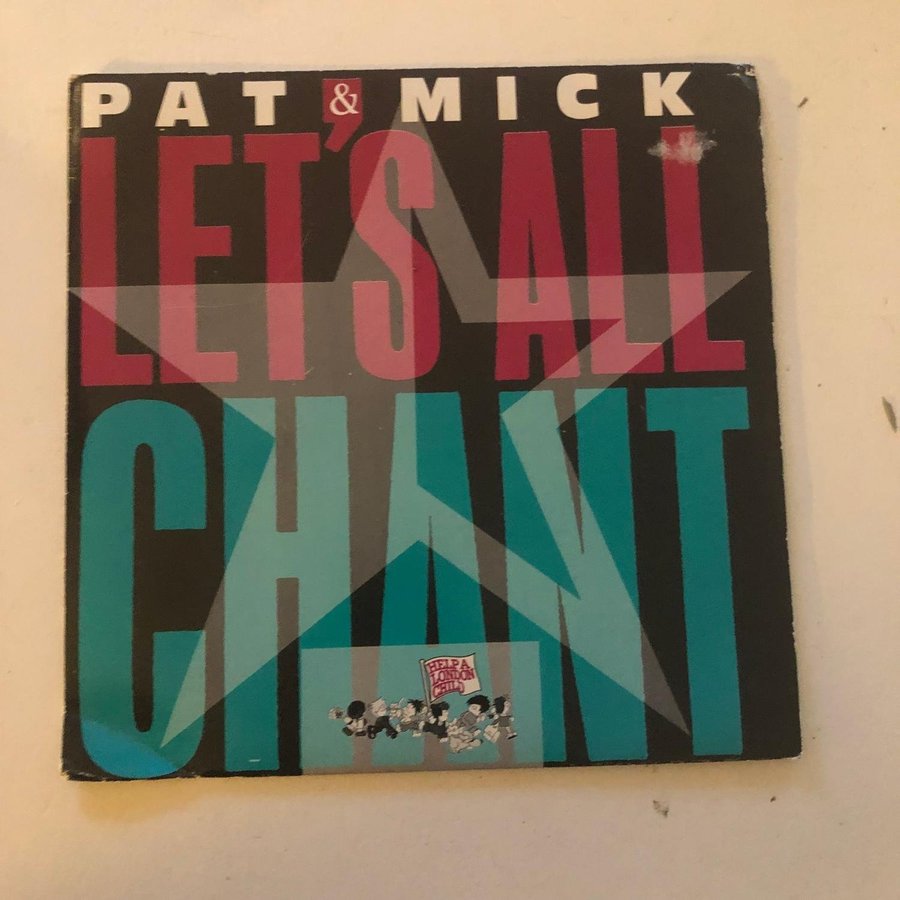 PAT & MICK
LET'S ALL
CHANT
HELP A
LONDON
CHILD